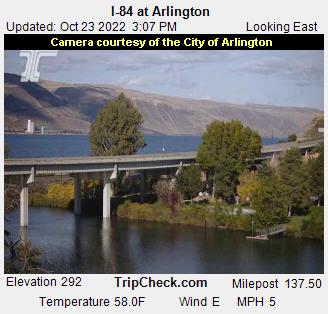 I-84 at Arlington
Updated: Oct 23 2022 3:07 PM Looking East
Camera courtesy of the City of Arlington
Elevation 292 TripCheck.com Milepost 137.50
Temperature 58.0F Wind E MPH 5